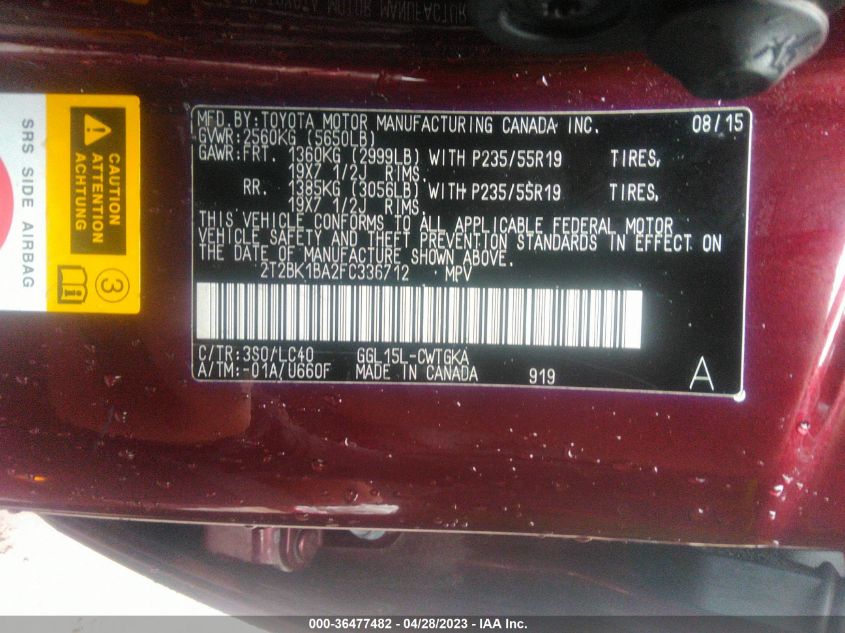 TOYOTA MOTOR MANUFACTUR
SRS SIDE AIRBAG
CAUTION
ATTENTION
ACHTUNG
3
MFD.BY:TOYOTA MOTOR MANUFACTURING CANADA INC. 08/15
GVWR:2560KG (5650LB)
GAWR:FRT. 1360KG (2999LB) WITH P235/55R19 TIRES,
19X7 1/2J RIMS
RR. 1385KG (3056LB) WITH P235/55R19 TIRES,
19X7 1/2J RIMS
THIS VEHICLE CONFORMS TO ALL APPLICABLE FEDERAL MOTOR
VEHICLE SAFETY AND THEFT PREVENTION STANDARDS IN EFFECT ON
THE DATE OF MANUFACTURE SHOWN ABOVE.
2T2BK1BA2FC336712 MPV
C/TR:3S0/LC40 GGL15L-CWTGKA
A/TM:-01A/U660F MADE IN CANADA 919 A
000-36477482 - 04/28/2023 - IAA Inc.